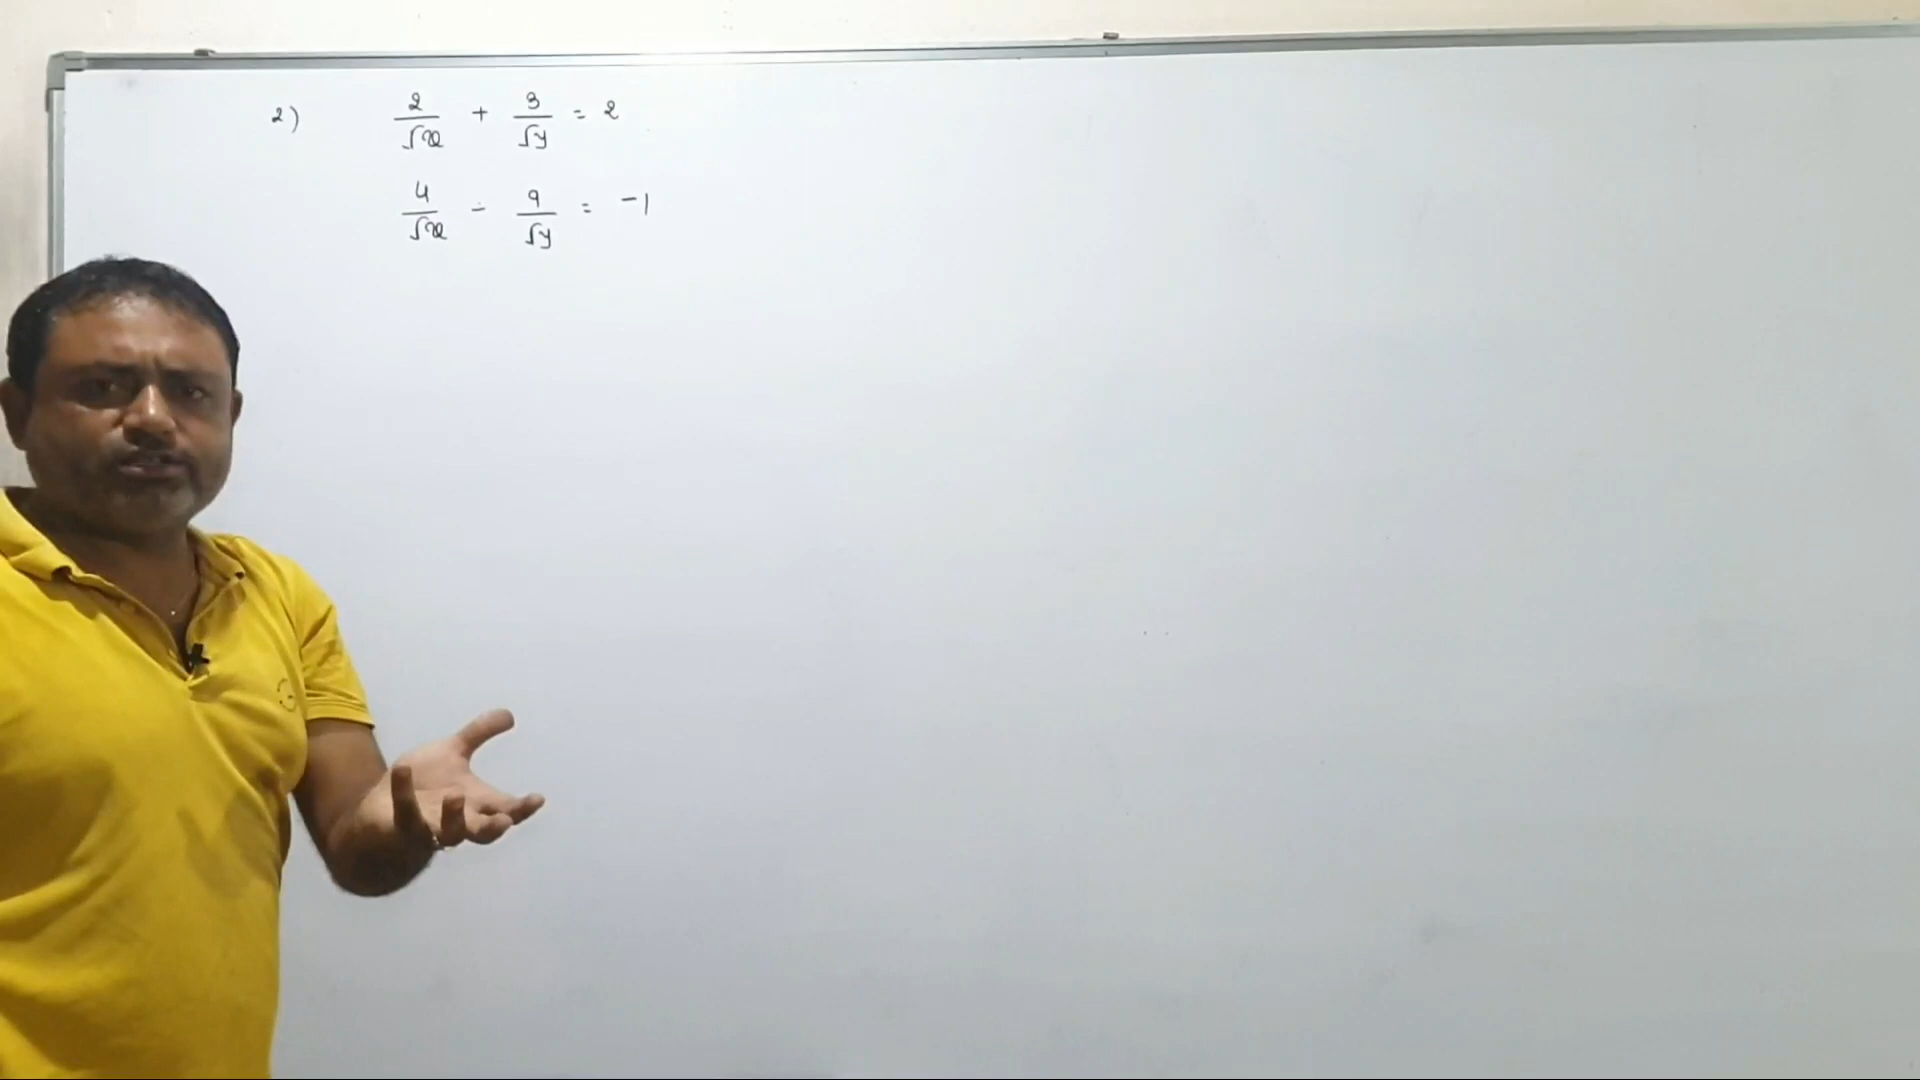 2) 2/√x + 3/√y = 2
4/√x - 9/√y = -1